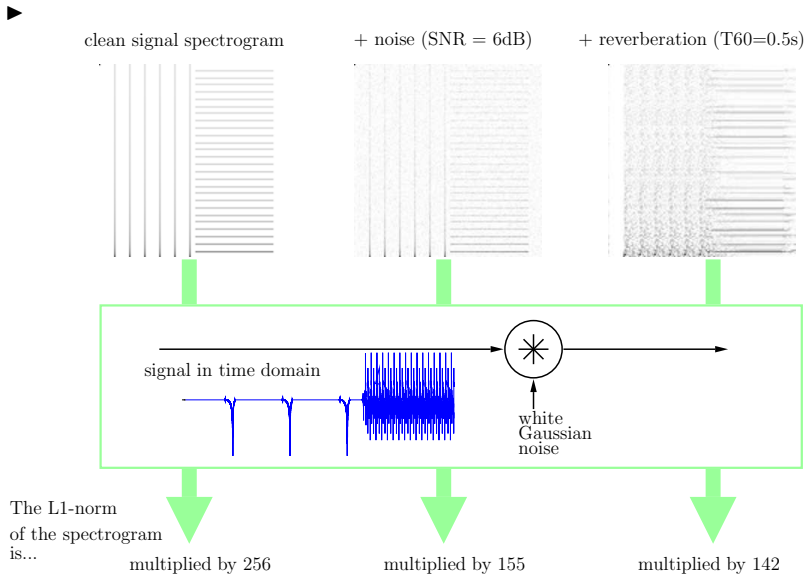 clean signal spectrogram
+ noise (SNR = 6dB)
+ reverberation (T60=0.5s)
signal in time domain
white
Gaussian
noise
The L1-norm
of the spectrogram
is...
multiplied by 256
multiplied by 155
multiplied by 142